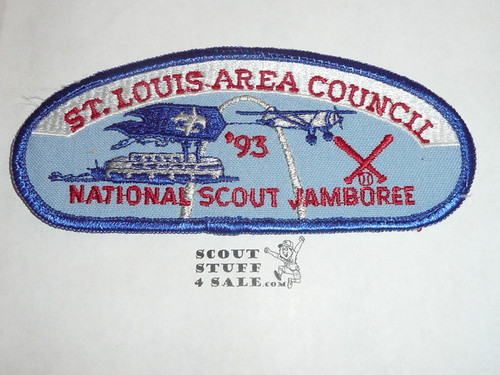 ST. LOUIS AREA COUNCIL
'93
NATIONAL SCOUT JAMBOREE
SCOUT
STUFF
4 SALE.COM